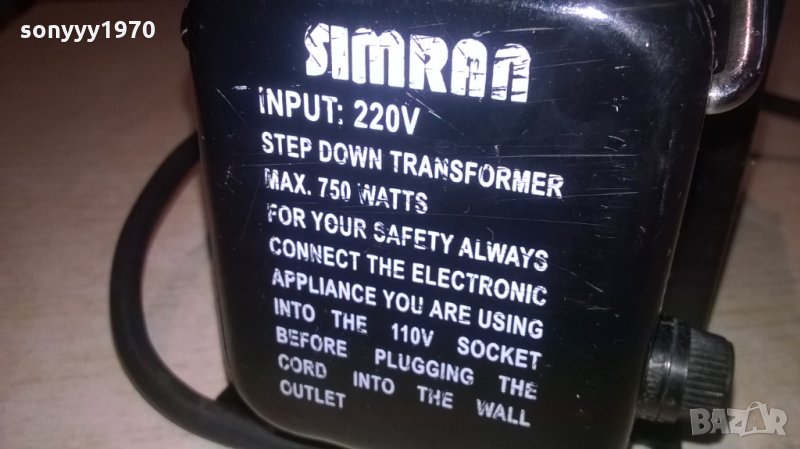 sonyyy1970
SIMRAN
INPUT: 220V
STEP DOWN TRANSFORMER
MAX. 750 WATTS
FOR YOUR SAFETY ALWAYS
CONNECT THE ELECTRONIC
APPLIANCE YOU ARE USING
INTO THE 110V SOCKET
BEFORE PLUGGING THE
CORD INTO THE WALL
OUTLET
BAZAR